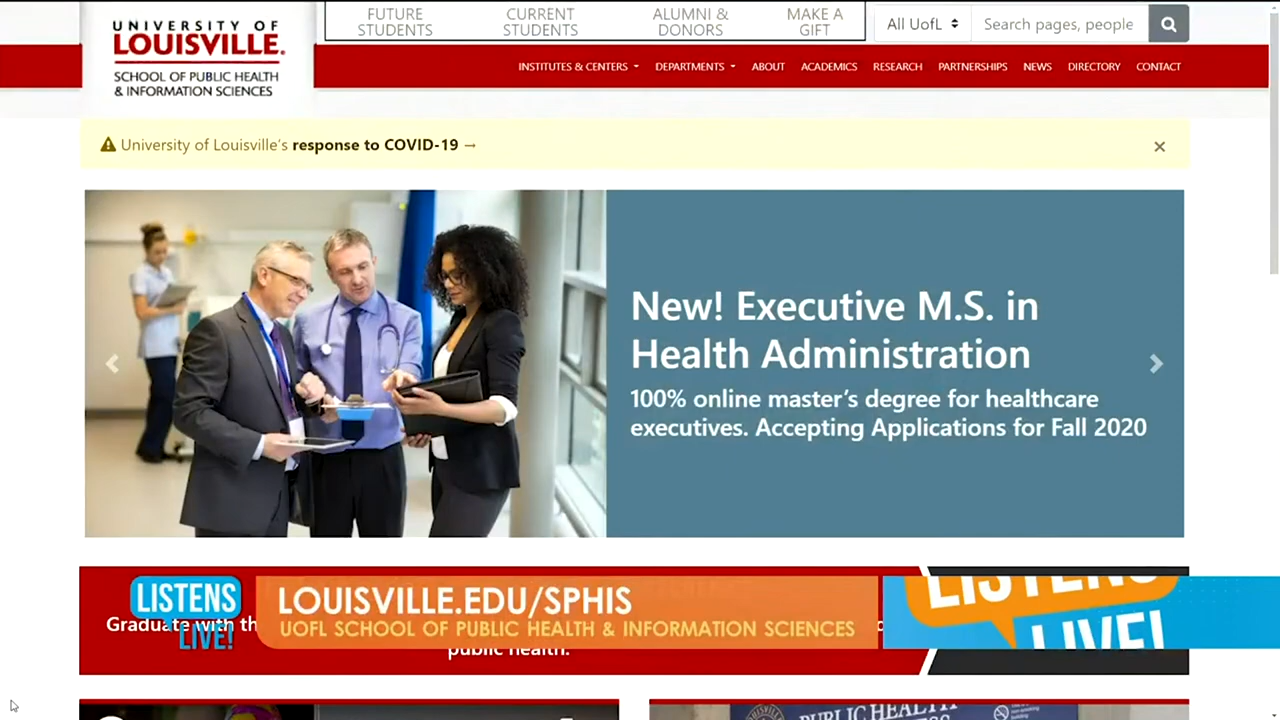 UNIVERSITY OF
LOUISVILLE.
SCHOOL OF PUBLIC HEALTH
& INFORMATION SCIENCES
FUTURE
STUDENTS
CURRENT
STUDENTS
ALUMNI &
DONORS
MAKE A
GIFT
All UofL
Search pages, people
INSTITUTES & CENTERS
DEPARTMENTS
ABOUT
ACADEMICS
RESEARCH
PARTNERSHIPS
NEWS
DIRECTORY
CONTACT
University of Louisville's response to COVID-19 →
×
New! Executive M.S. in
Health Administration
100% online master's degree for healthcare
executives. Accepting Applications for Fall 2020
LISTENS
LIVE!
LOUISVILLE.EDU/SPHIS
UOFL SCHOOL OF PUBLIC HEALTH & INFORMATION SCIENCES
LISTENS
LIVE!
Graduate with
public health.
PUBLIC HEALTH